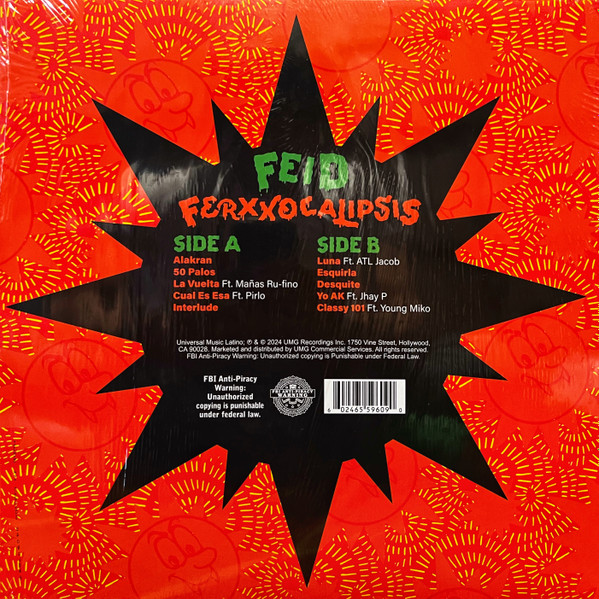 FEID
FERXXOCALIPSIS
SIDE A
Alakran
50 Palos
La Vuelta Ft. Mañas Ru-fino
Cual Es Esa Ft. Pirlo
Interlude
SIDE B
Luna Ft. ATL Jacob
Esquirla
Desquite
Yo AK Ft. Jhay P
Classy 101 Ft. Young Miko
Universal Music Latino; ℗ & © 2024 UMG Recordings Inc. 1750 Vine Street, Hollywood,
CA 90028. Marketed and distributed by UMG Commercial Services. All rights reserved.
FBI Anti-Piracy Warning: Unauthorized copying is Punishable under Federal Law.
FBI Anti-Piracy
Warning:
Unauthorized
copying is punishable
under federal law.
FBI ANTI-PIRACY
WARNING
6 02465 59609 0